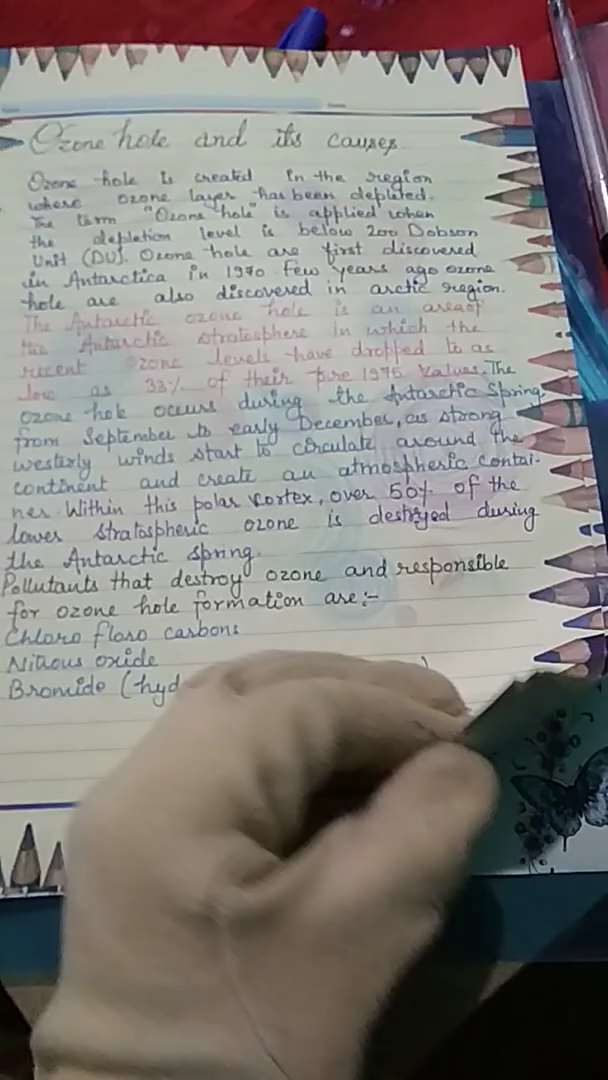 Ozone hole and its causes
Ozone hole is created in the region
where ozone layer has been depleted.
The term "Ozone hole" is applied when
the depletion level is below 200 Dobson
Unit (DU). Ozone hole are first discovered
in Antarctica in 1970. Few years ago ozone
hole are also discovered in arctic region.
The Antarctic ozone hole is an area of
the Antarctic stratosphere in which the
recent ozone levels have dropped to as
low as 33% of their pre 1975 values. The
ozone hole occurs during the Antarctic Spring,
from September to early December, as strong
westerly winds start to circulate around the
continent and create an atmospheric contai-
ner. Within this polar vortex, over 50% of the
lower stratospheric ozone is destroyed during
the Antarctic spring.
Pollutants that destroy ozone and responsible
for ozone hole formation are:-
Chloro floro carbons
Nitrous oxide
Bromide (hyd